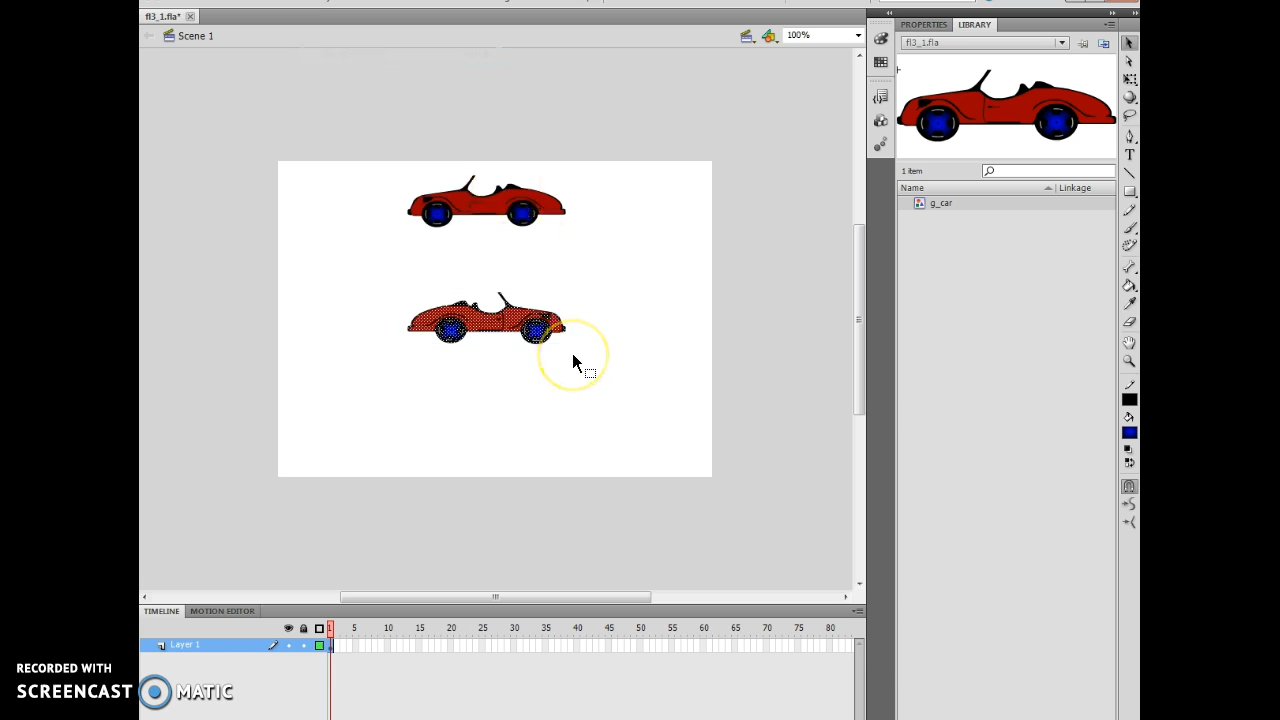 fl3_1.fla*
Scene 1
100%
PROPERTIES LIBRARY
fl3_1.fla
1 item
Name Linkage
g_car
TIMELINE MOTION EDITOR
1 5 10 15 20 25 30 35 40 45 50 55 60 65 70 75 80
Layer 1
RECORDED WITH
SCREENCAST MATIC